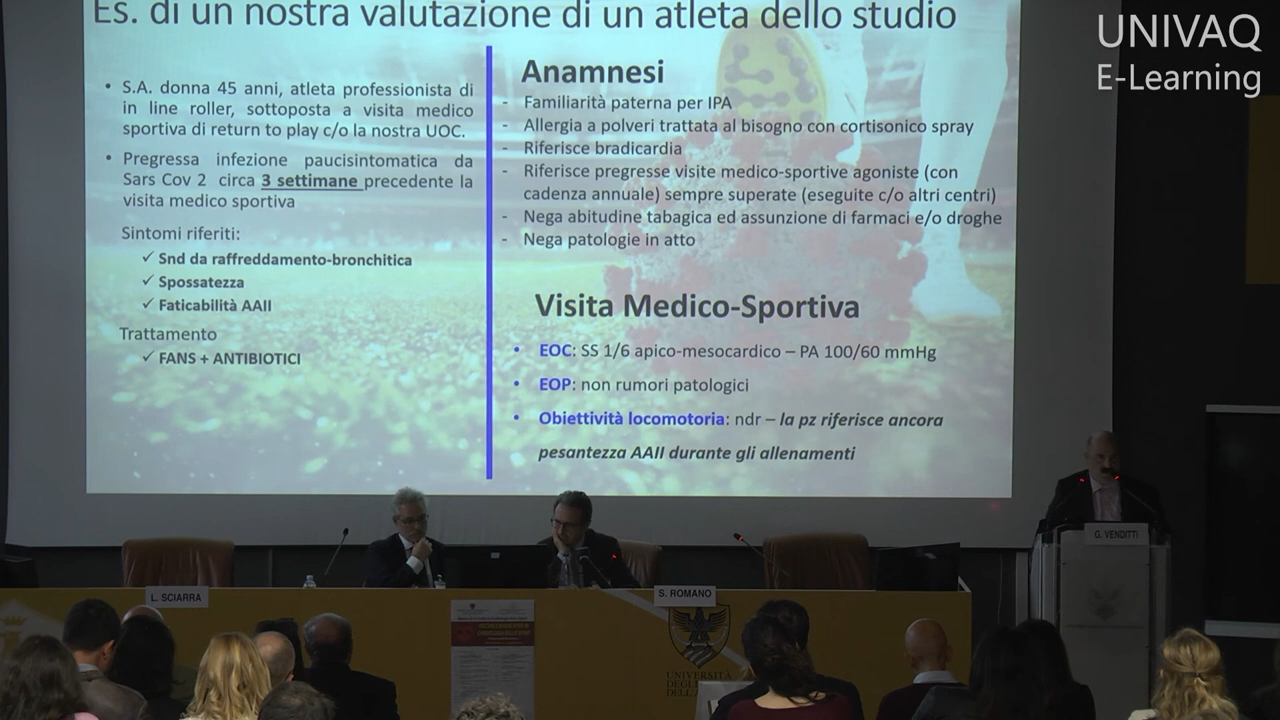 Es. di un nostra valutazione di un atleta dello studio
UNIVAQ
E-Learning
• S.A. donna 45 anni, atleta professionista di
in line roller, sottoposta a visita medico
sportiva di return to play c/o la nostra UOC.
• Pregressa infezione paucisintomatica da
Sars Cov 2 circa 3 settimane precedente la
visita medico sportiva
Sintomi riferiti:
✓ Snd da raffreddamento-bronchitica
✓ Spossatezza
✓ Faticabilità AAII
Trattamento
✓ FANS + ANTIBIOTICI
Anamnesi
- Familiarità paterna per IPA
- Allergia a polveri trattata al bisogno con cortisonico spray
- Riferisce bradicardia
- Riferisce pregresse visite medico-sportive agoniste (con
cadenza annuale) sempre superate (eseguite c/o altri centri)
- Nega abitudine tabagica ed assunzione di farmaci e/o droghe
- Nega patologie in atto
Visita Medico-Sportiva
• EOC: SS 1/6 apico-mesocardico – PA 100/60 mmHg
• EOP: non rumori patologici
• Obiettività locomotoria: ndr – la pz riferisce ancora
pesantezza AAII durante gli allenamenti
G. VENDITTI
L. SCIARRA
S. ROMANO
UNIVERSITÀ